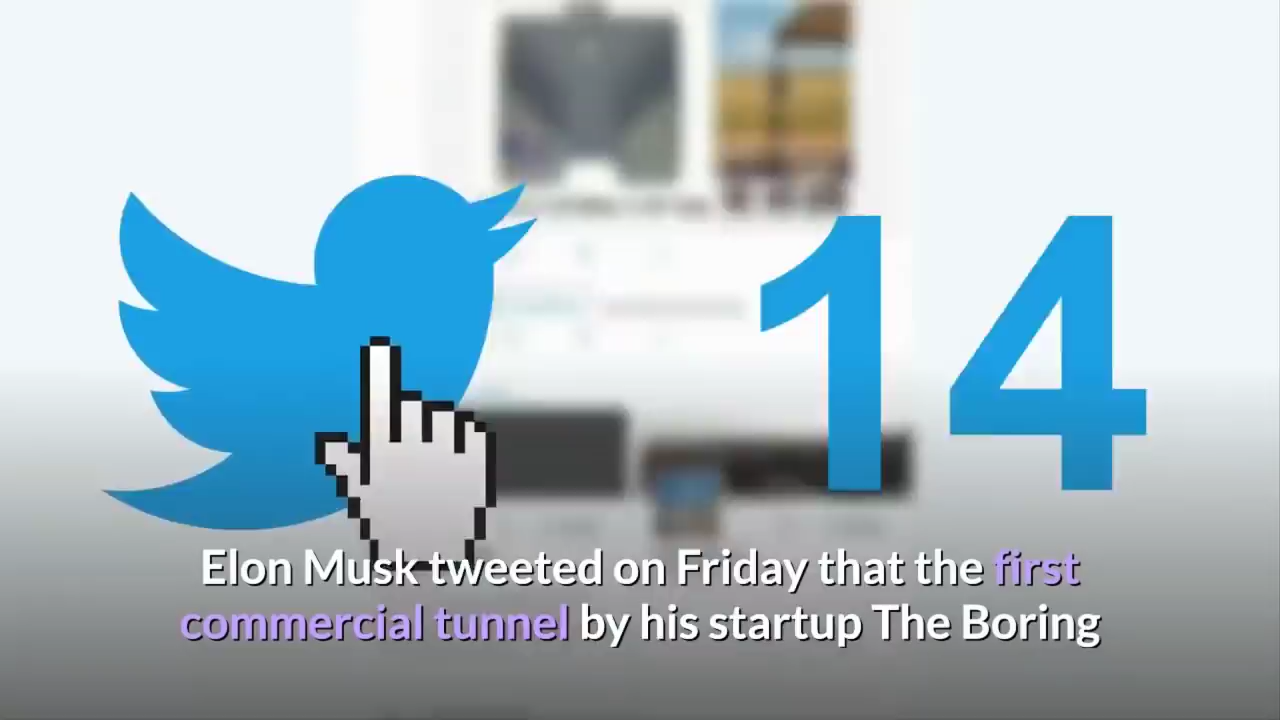 14
Elon Musk tweeted on Friday that the first
commercial tunnel by his startup The Boring